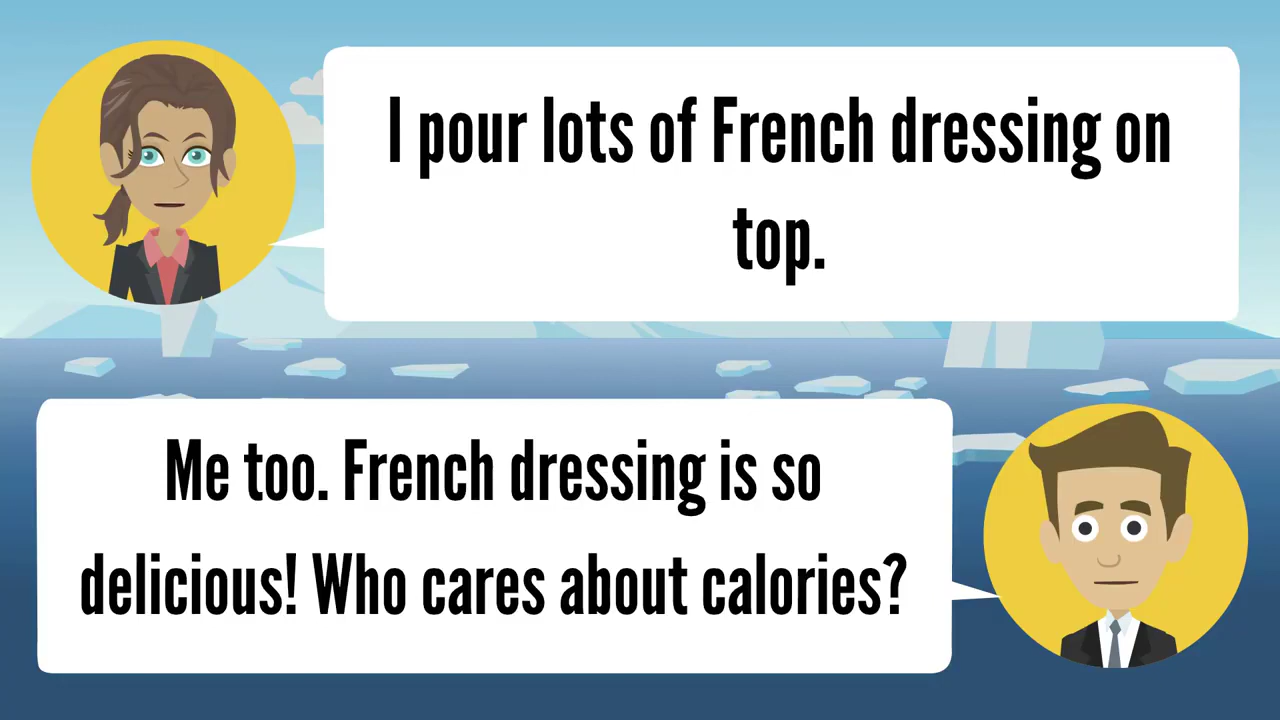 I pour lots of French dressing on
top.
Me too. French dressing is so
delicious! Who cares about calories?